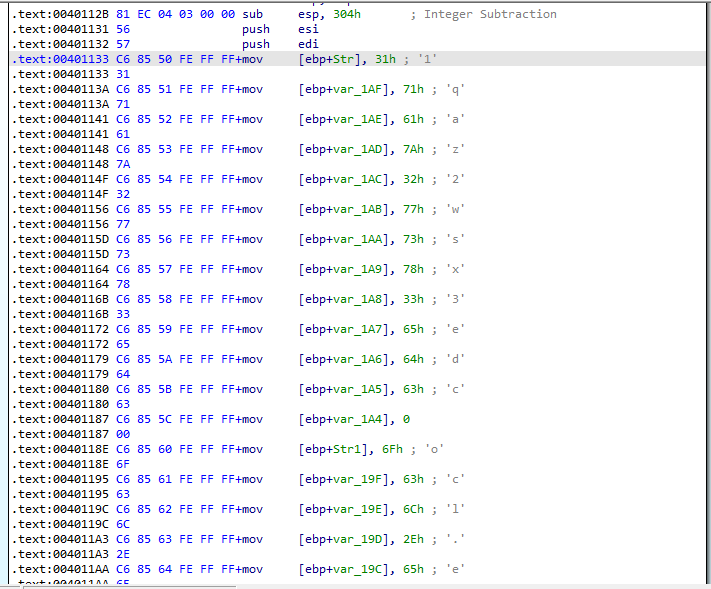 .text:0040112B 81 EC 04 03 00 00 sub esp, 304h ; Integer Subtraction
.text:00401131 56 push esi
.text:00401132 57 push edi
.text:00401133 C6 85 50 FE FF FF+mov [ebp+Str], 31h ; '1'
.text:00401133 31
.text:0040113A C6 85 51 FE FF FF+mov [ebp+var_1AF], 71h ; 'q'
.text:0040113A 71
.text:00401141 C6 85 52 FE FF FF+mov [ebp+var_1AE], 61h ; 'a'
.text:00401141 61
.text:00401148 C6 85 53 FE FF FF+mov [ebp+var_1AD], 7Ah ; 'z'
.text:00401148 7A
.text:0040114F C6 85 54 FE FF FF+mov [ebp+var_1AC], 32h ; '2'
.text:0040114F 32
.text:00401156 C6 85 55 FE FF FF+mov [ebp+var_1AB], 77h ; 'w'
.text:00401156 77
.text:0040115D C6 85 56 FE FF FF+mov [ebp+var_1AA], 73h ; 's'
.text:0040115D 73
.text:00401164 C6 85 57 FE FF FF+mov [ebp+var_1A9], 78h ; 'x'
.text:00401164 78
.text:0040116B C6 85 58 FE FF FF+mov [ebp+var_1A8], 33h ; '3'
.text:0040116B 33
.text:00401172 C6 85 59 FE FF FF+mov [ebp+var_1A7], 65h ; 'e'
.text:00401172 65
.text:00401179 C6 85 5A FE FF FF+mov [ebp+var_1A6], 64h ; 'd'
.text:00401179 64
.text:00401180 C6 85 5B FE FF FF+mov [ebp+var_1A5], 63h ; 'c'
.text:00401180 63
.text:00401187 C6 85 5C FE FF FF+mov [ebp+var_1A4], 0
.text:00401187 00
.text:0040118E C6 85 60 FE FF FF+mov [ebp+Str1], 6Fh ; 'o'
.text:0040118E 6F
.text:00401195 C6 85 61 FE FF FF+mov [ebp+var_19F], 63h ; 'c'
.text:00401195 63
.text:0040119C C6 85 62 FE FF FF+mov [ebp+var_19E], 6Ch ; 'l'
.text:0040119C 6C
.text:004011A3 C6 85 63 FE FF FF+mov [ebp+var_19D], 2Eh ; '.'
.text:004011A3 2E
.text:004011AA C6 85 64 FE FF FF+mov [ebp+var_19C], 65h ; 'e'
.text:004011AA 65